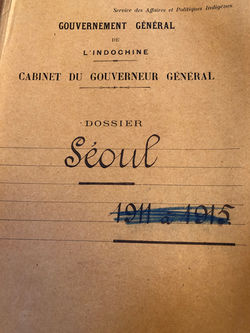 Service des Affaires et Politiques Indigènes
GOUVERNEMENT GÉNÉRAL
DE
L'INDOCHINE
CABINET DU GOUVERNEUR GÉNÉRAL
DOSSIER
Séoul
1911 à 1915